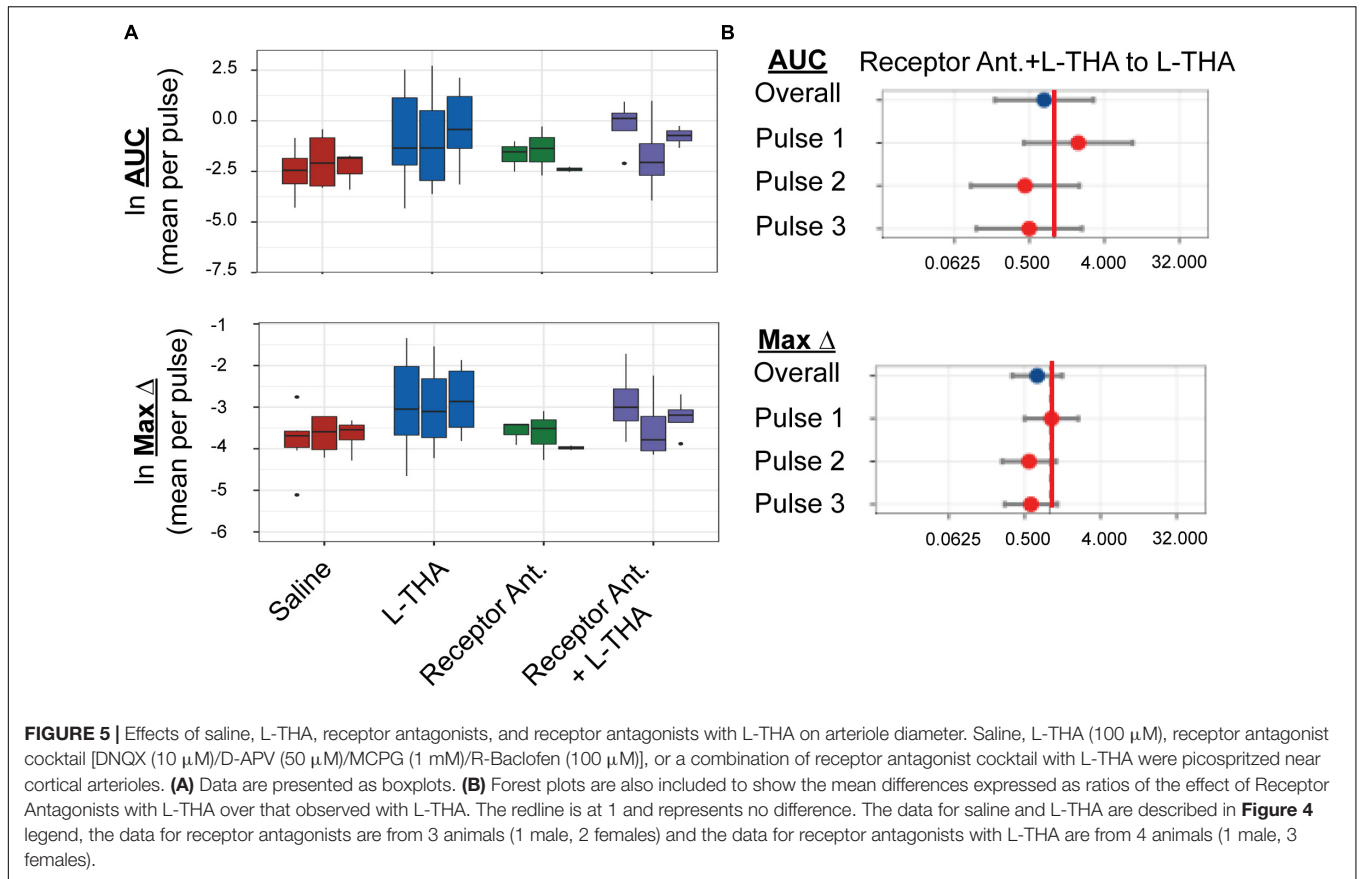 A
ln AUC
(mean per pulse)
2.5
0.0
-2.5
-5.0
-7.5
ln Max Δ
(mean per pulse)
-1
-2
-3
-4
-5
-6
Saline
L-THA
Receptor Ant.
Receptor Ant.
+ L-THA
B
AUC Receptor Ant.+L-THA to L-THA
Overall
Pulse 1
Pulse 2
Pulse 3
0.0625 0.500 4.000 32.000
Max Δ
Overall
Pulse 1
Pulse 2
Pulse 3
0.0625 0.500 4.000 32.000
FIGURE 5 | Effects of saline, L-THA, receptor antagonists, and receptor antagonists with L-THA on arteriole diameter. Saline, L-THA (100 μM), receptor antagonist
cocktail [DNQX (10 μM)/D-APV (50 μM)/MCPG (1 mM)/R-Baclofen (100 μM)], or a combination of receptor antagonist cocktail with L-THA were picospritzed near
cortical arterioles. (A) Data are presented as boxplots. (B) Forest plots are also included to show the mean differences expressed as ratios of the effect of Receptor
Antagonists with L-THA over that observed with L-THA. The redline is at 1 and represents no difference. The data for saline and L-THA are described in Figure 4
legend, the data for receptor antagonists are from 3 animals (1 male, 2 females) and the data for receptor antagonists with L-THA are from 4 animals (1 male, 3
females).